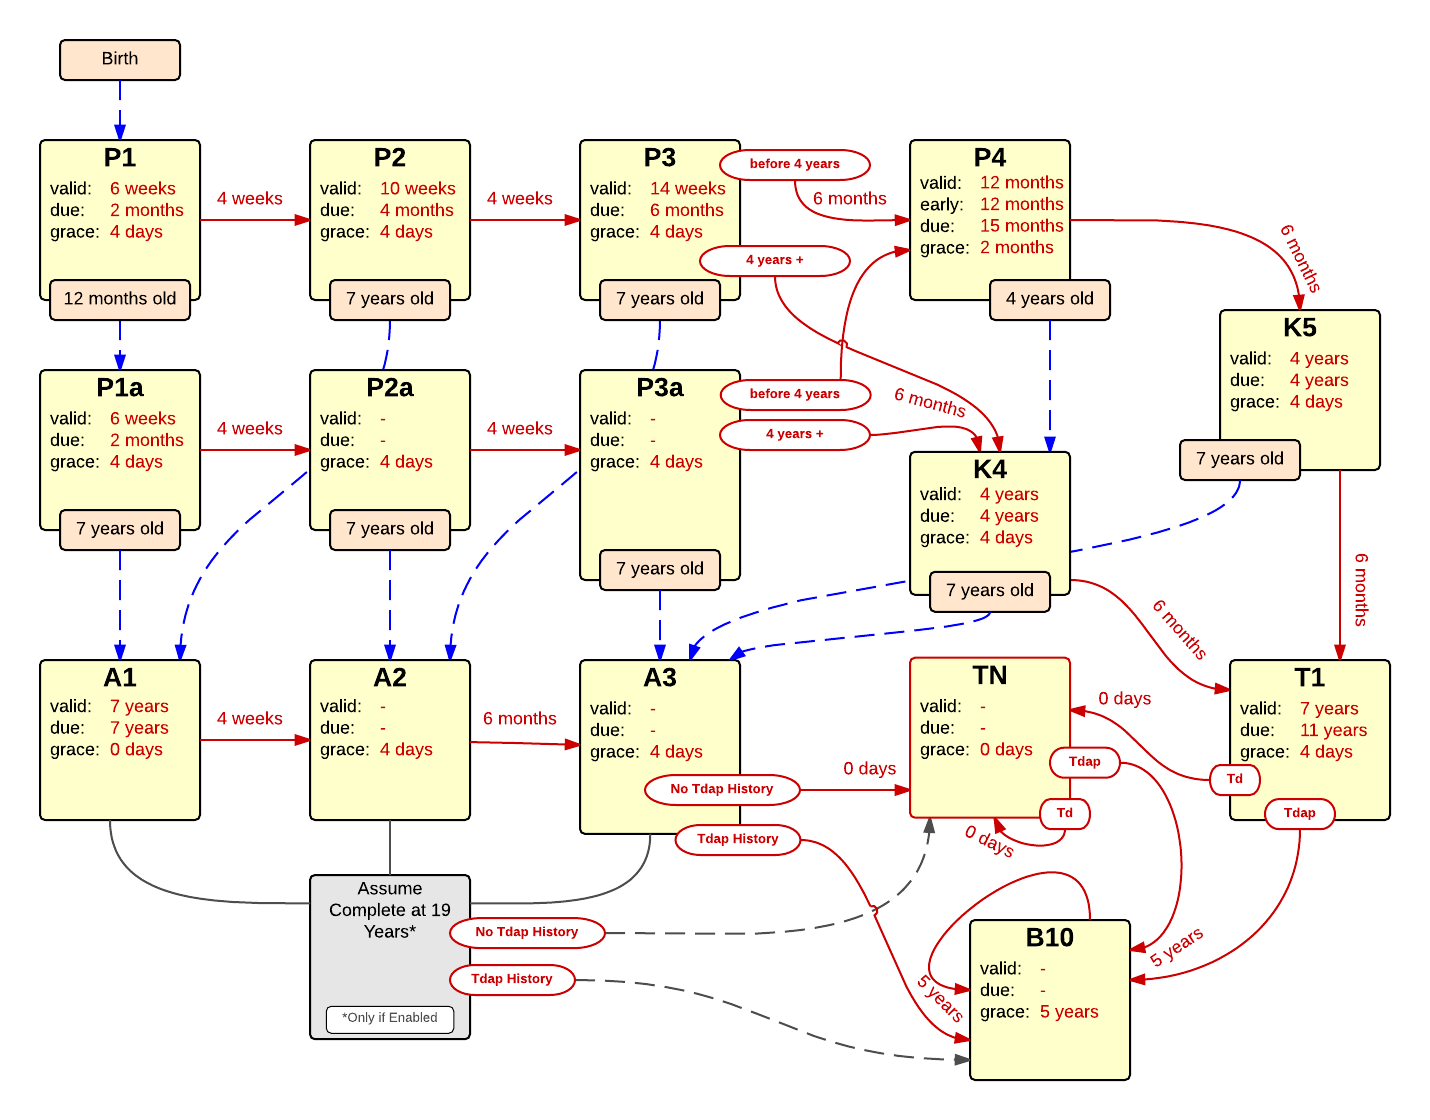 Birth
P1
valid: 6 weeks
due: 2 months
grace: 4 days
12 months old
4 weeks
P2
valid: 10 weeks
due: 4 months
grace: 4 days
7 years old
4 weeks
P3
valid: 14 weeks
due: 6 months
grace: 4 days
7 years old
before 4 years
6 months
4 years +
6 months
P4
valid: 12 months
early: 12 months
due: 15 months
grace: 2 months
4 years old
6 months
K5
valid: 4 years
due: 4 years
grace: 4 days
7 years old
6 months
P1a
valid: 6 weeks
due: 2 months
grace: 4 days
7 years old
4 weeks
P2a
valid: -
due: -
grace: 4 days
7 years old
4 weeks
P3a
valid: -
due: -
grace: 4 days
7 years old
before 4 years
4 years +
K4
valid: 4 years
due: 4 years
grace: 4 days
7 years old
6 months
A1
valid: 7 years
due: 7 years
grace: 0 days
4 weeks
A2
valid: -
due: -
grace: 4 days
6 months
A3
valid: -
due: -
grace: 4 days
No Tdap History
0 days
Tdap History
5 years
TN
valid: -
due: -
grace: 0 days
Tdap
Td
0 days
0 days
T1
valid: 7 years
due: 11 years
grace: 4 days
Td
Tdap
5 years
Assume
Complete at 19
Years*
No Tdap History
Tdap History
*Only if Enabled
B10
valid: -
due: -
grace: 5 years